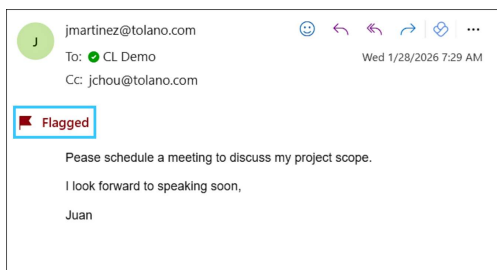 J
jmartinez@tolano.com
To: CL Demo
Wed 1/28/2026 7:29 AM
Cc: jchou@tolano.com
Flagged
Pease schedule a meeting to discuss my project scope.
I look forward to speaking soon,
Juan